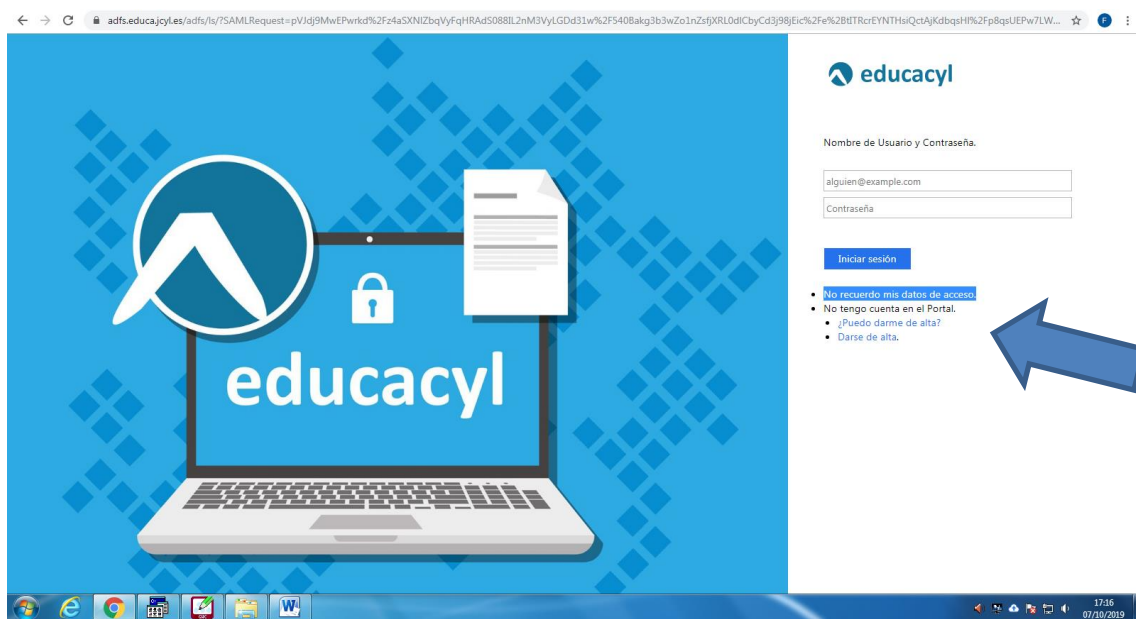 adfs.educa.jcyl.es/adfs/ls/?SAMLRequest=pVJdj9MwEPwrkd%2Fz4aSXNIZbqVyFqHRAdS088IL2nM3VyLGDd31w%2F540Bakg3b3wZo1nZsfjXRL0dICbyCd3j98jEic%2Fe%2BtITRcrEYNTHsiQctAjKdbqsHl%2Fp8qsUEPw7LW...
F
educacyl
Nombre de Usuario y Contraseña.
alguien@example.com
Contraseña
Iniciar sesión
No recuerdo mis datos de acceso.
No tengo cuenta en el Portal.
¿Puedo darme de alta?
Darse de alta.
educacyl
17:16
07/10/2019